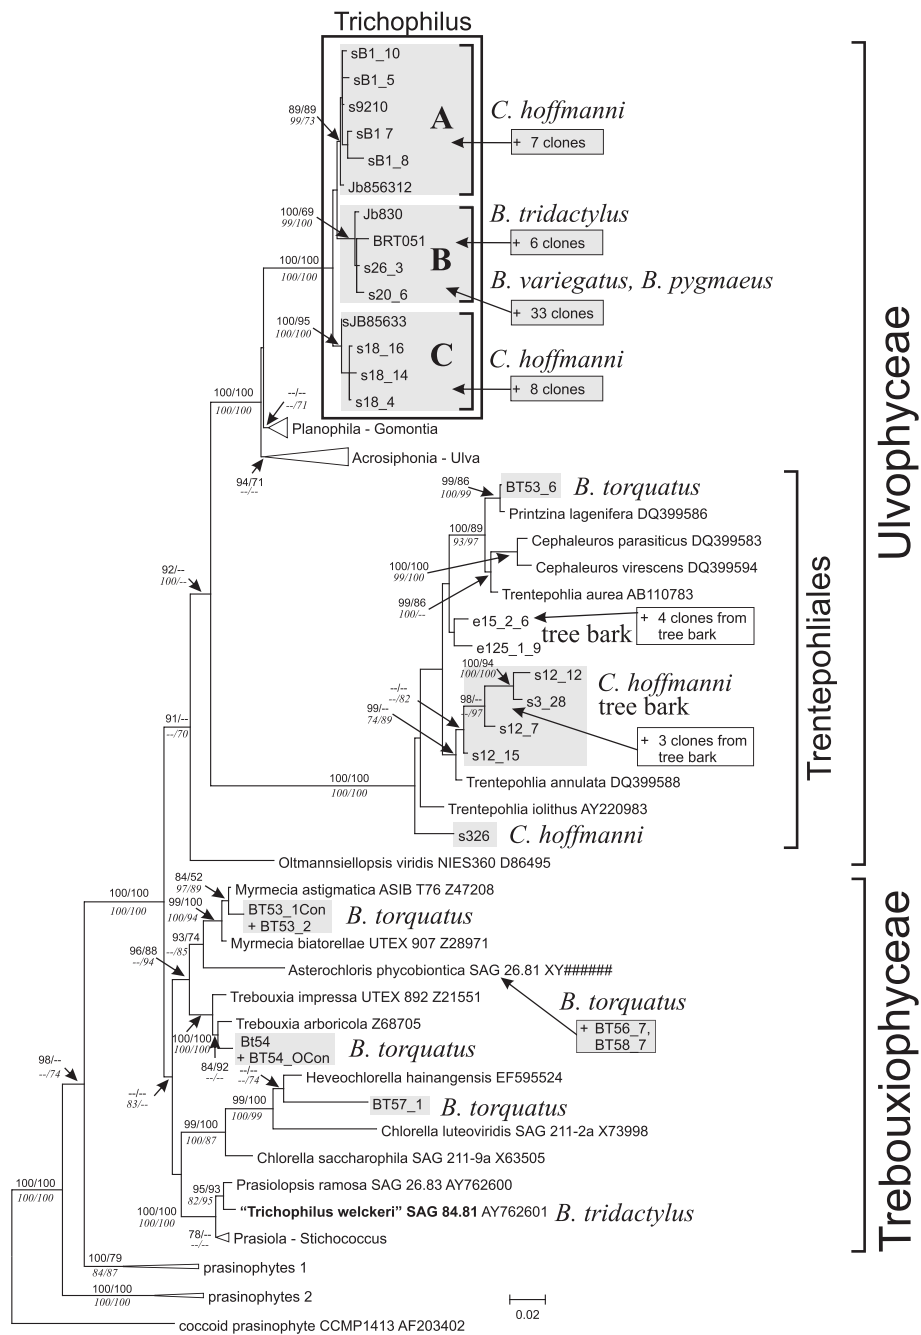 Trichophilus
sB1_10
sB1_5
s9210
89/89
99/73
sB1 7
sB1_8
Jb856312
A
C. hoffmanni
+ 7 clones
100/69
99/100
Jb830
BRT051
s26_3
s20_6
B
B. tridactylus
+ 6 clones
B. variegatus, B. pygmaeus
+ 33 clones
100/100
100/100
100/95
100/100
sJB85633
s18_16
s18_14
s18_4
C
C. hoffmanni
+ 8 clones
100/100
100/100
--/--
--/71
Planophila - Gomontia
Acrosiphonia - Ulva
94/71
--/--
Ulvophyceae
99/86
100/99
BT53_6
B. torquatus
Printzina lagenifera DQ399586
100/89
93/97
Cephaleuros parasiticus DQ399583
100/100
99/100
Cephaleuros virescens DQ399594
99/86
100/--
Trentepohlia aurea AB110783
92/--
100/--
e15_2_6
tree bark
+ 4 clones from
tree bark
e125_1_9
100/94
100/100
s12_12
s3_28
C. hoffmanni
tree bark
--/--
--/82
98/--
--/97
99/--
74/89
s12_7
s12_15
+ 3 clones from
tree bark
91/--
--/70
100/100
100/100
Trentepohlia annulata DQ399588
Trentepohlia iolithus AY220983
s326
C. hoffmanni
Trentepohliales
Oltmannsiellopsis viridis NIES360 D86495
84/52
97/89
Myrmecia astigmatica ASIB T76 Z47208
100/100
100/100
99/100
100/94
BT53_1Con
+ BT53_2
B. torquatus
Myrmecia biatorellae UTEX 907 Z28971
93/74
--/85
96/88
--/94
Asterochloris phycobiontica SAG 26.81 XY######
B. torquatus
+ BT56_7,
BT58_7
Trebouxia impressa UTEX 892 Z21551
Trebouxia arboricola Z68705
100/100
100/100
Bt54
+ BT54_OCon
B. torquatus
84/92
--/--
98/--
--/74
--/--
83/--
--/--
--/74
Heveochlorella hainangensis EF595524
99/100
100/99
BT57_1
B. torquatus
99/100
100/87
Chlorella luteoviridis SAG 211-2a X73998
Chlorella saccharophila SAG 211-9a X63505
95/93
82/95
Prasiolopsis ramosa SAG 26.83 AY762600
100/100
100/100
"Trichophilus welckeri" SAG 84.81 AY762601
B. tridactylus
78/--
--/--
Prasiola - Stichococcus
Trebouxiophyceae
100/100
100/100
100/79
84/87
prasinophytes 1
100/100
100/100
prasinophytes 2
0.02
coccoid prasinophyte CCMP1413 AF203402